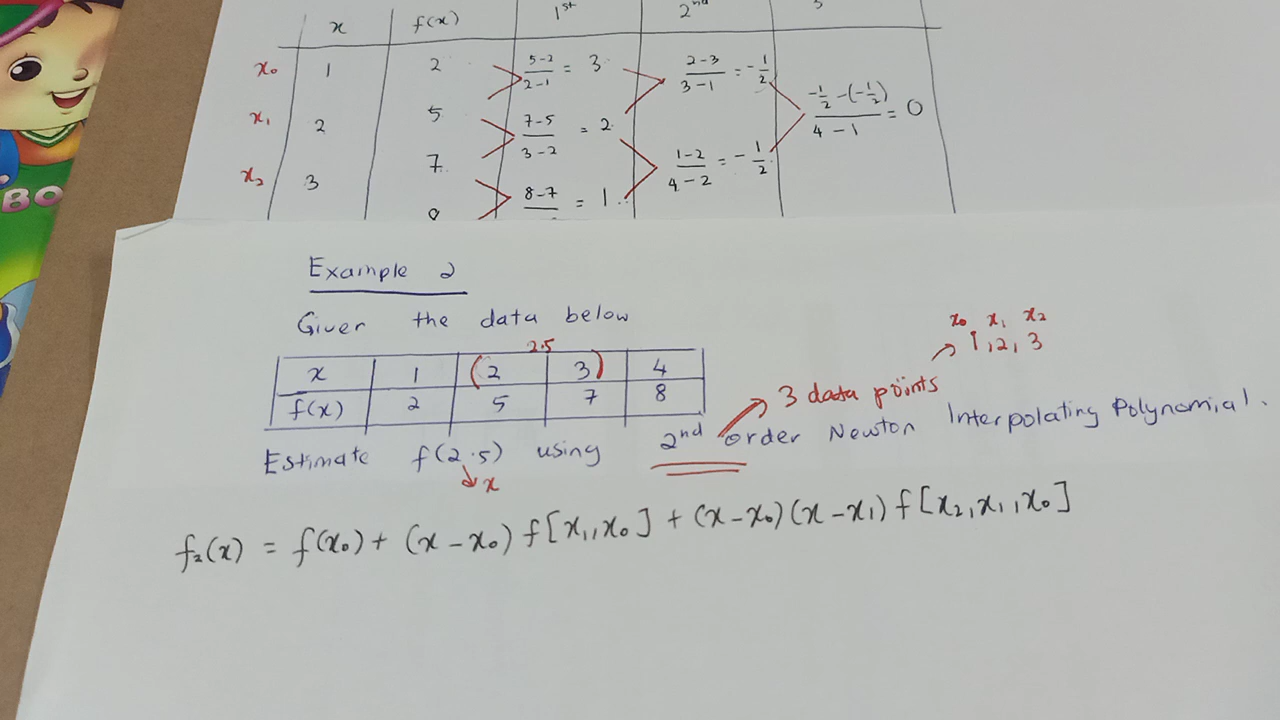 x f(x) 1st 2nd
x₀ 1 2 5-2/2-1 = 3 2-3/3-1 = -1/2
x₁ 2 5 7-5/3-2 = 2 1-2/4-2 = -1/2 -1/2-(-1/2)/4-1 = 0
x₂ 3 7 8-7 = 1
BO
Example 2
Given the data below
x₀ x₁ x₂
1, 2, 3
2.5
x 1 (2 3) 4
f(x) 2 5 7 8
3 data points
Estimate f(2.5) using 2nd order Newton Interpolating Polynomial.
x
f₂(x) = f(x₀) + (x-x₀) f[x₁,x₀] + (x-x₀)(x-x₁) f[x₂,x₁,x₀]